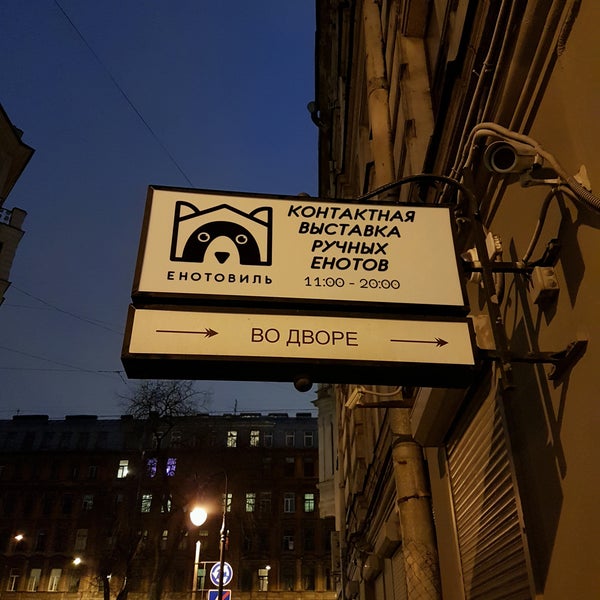 КОНТАКТНАЯ
ВЫСТАВКА
РУЧНЫХ
ЕНОТОВ
11:00 - 20:00
ЕНОТОВИЛЬ
ВО ДВОРЕ